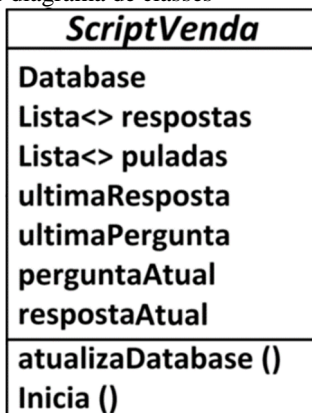 diagrama de classes
ScriptVenda
Database
Lista<> respostas
Lista<> puladas
ultimaResposta
ultimaPergunta
perguntaAtual
respostaAtual
atualizaDatabase ()
Inicia ()